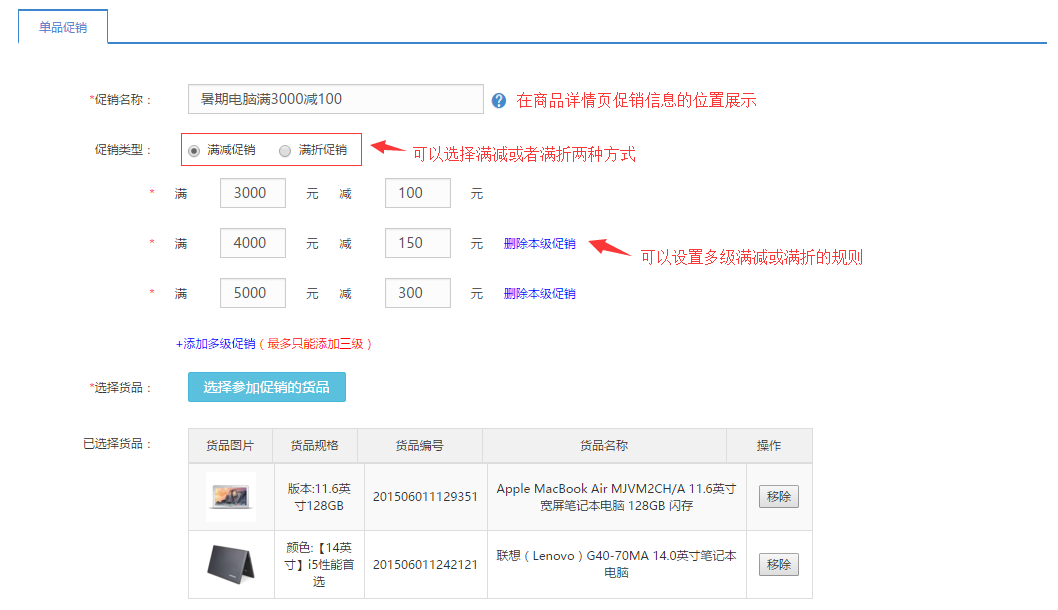 单品促销
*促销名称： 暑期电脑满3000减100 ? 在商品详情页促销信息的位置展示
促销类型： 满减促销 满折促销 可以选择满减或者满折两种方式
* 满 3000 元 减 100 元
* 满 4000 元 减 150 元 删除本级促销 可以设置多级满减或满折的规则
* 满 5000 元 减 300 元 删除本级促销
+添加多级促销（最多只能添加三级）
*选择货品： 选择参加促销的货品
已选择货品： 货品图片 货品规格 货品编号 货品名称 操作
版本:11.6英
寸128GB
201506011129351
Apple MacBook Air MJVM2CH/A 11.6英寸
宽屏笔记本电脑 128GB 闪存
移除
颜色:【14英
寸】i5性能首
选
201506011242121
联想（Lenovo）G40-70MA 14.0英寸笔记本
电脑
移除